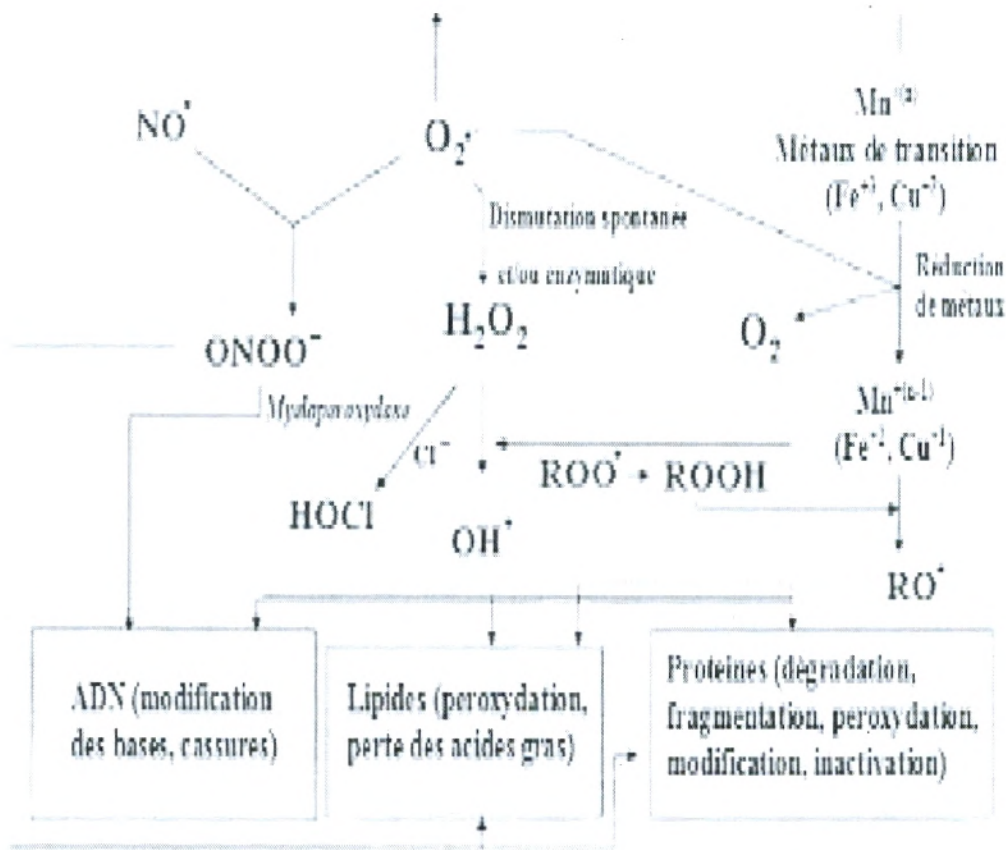 NO•
O₂•
Mn⁺⁽ⁿ⁾
Métaux de transition
(Fe⁺³, Cu⁺²)
Dismutation spontanée
et/ou enzymatique
Réduction
de métaux
H₂O₂
O₂
ONOO⁻
Myéloperoxydase
Mn⁺⁽ⁿ⁻¹⁾
(Fe⁺², Cu⁺¹)
Cl⁻
ROO• + ROOH
HOCl
OH•
RO•
ADN (modification
des bases, cassures)
Lipides (peroxydation,
perte des acides gras)
Proteines (dégradation,
fragmentation, peroxydation,
modification, inactivation)